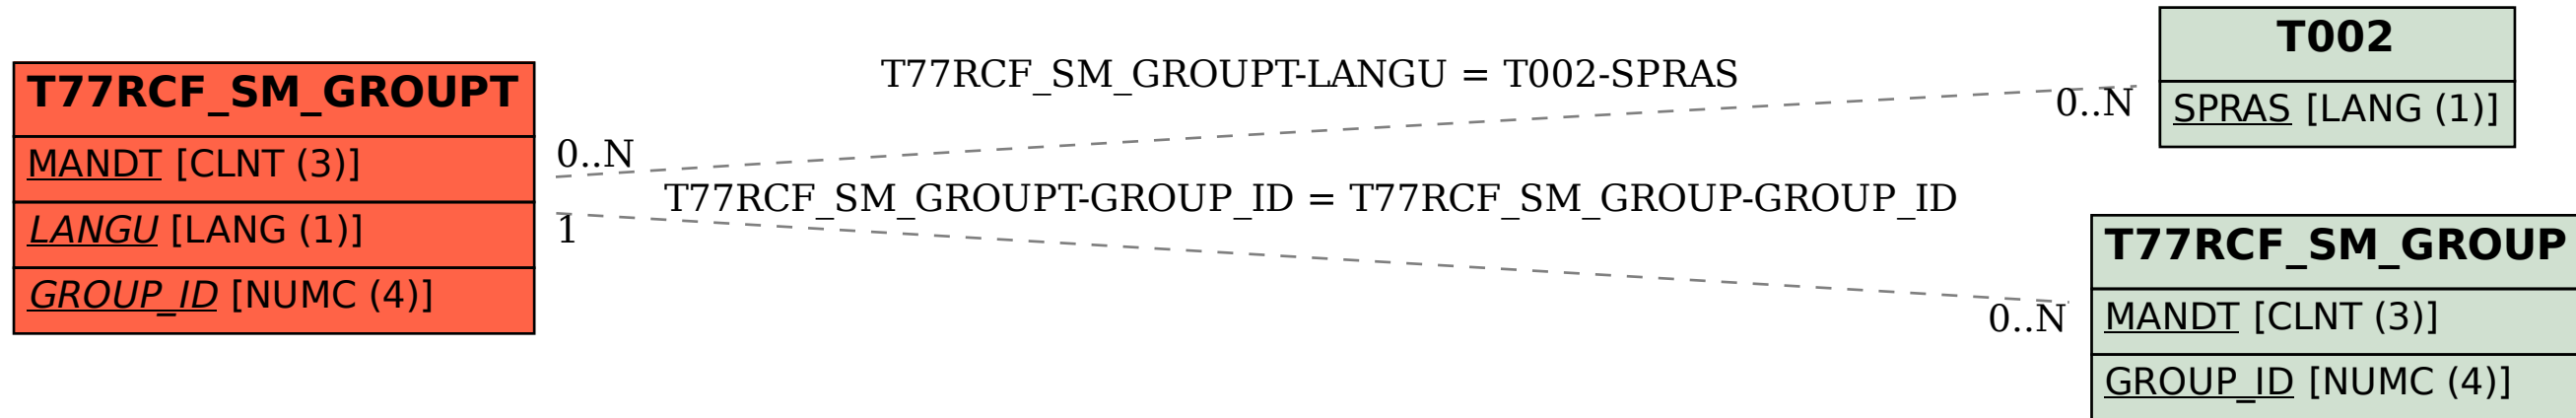 T77RCF_SM_GROUPT
MANDT [CLNT (3)]
LANGU [LANG (1)]
GROUP_ID [NUMC (4)]
T77RCF_SM_GROUPT-LANGU = T002-SPRAS
0..N
0..N
T77RCF_SM_GROUPT-GROUP_ID = T77RCF_SM_GROUP-GROUP_ID
1
0..N
T002
SPRAS [LANG (1)]
T77RCF_SM_GROUP
MANDT [CLNT (3)]
GROUP_ID [NUMC (4)]